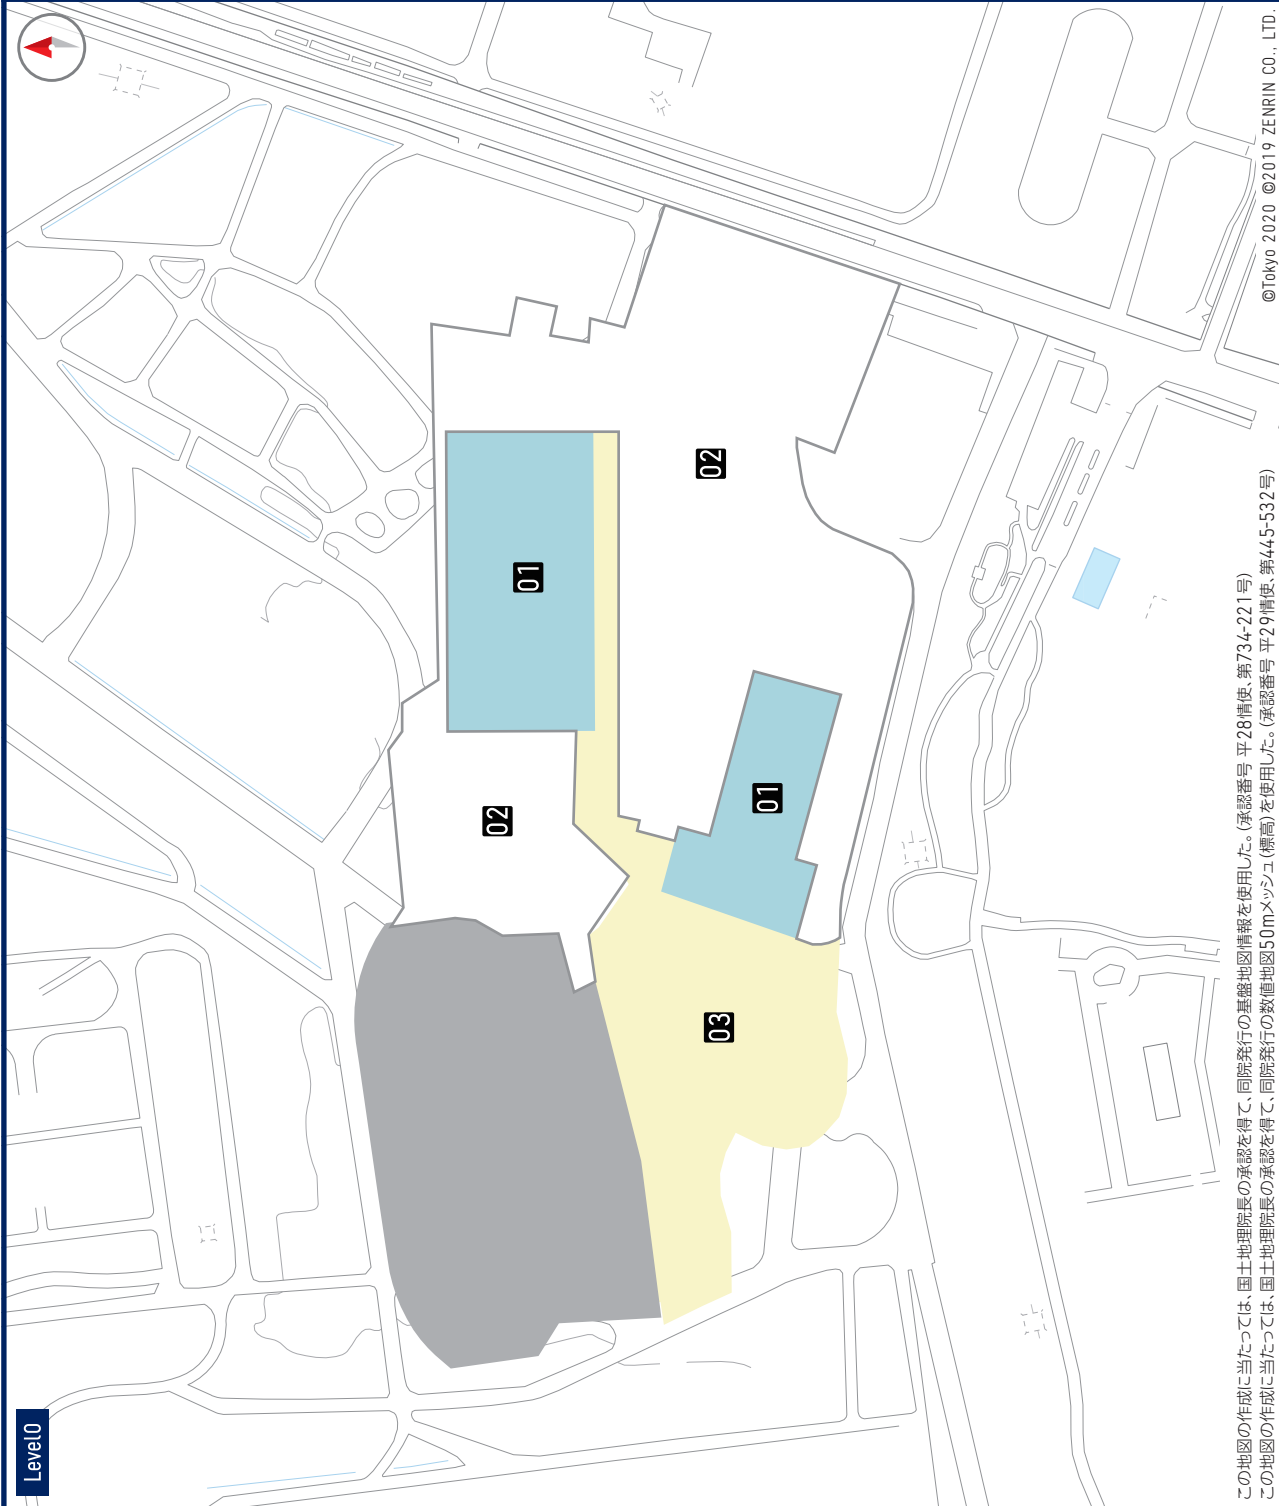 Level0
01
02
02
01
03
この地図の作成に当たっては、国土地理院長の承認を得て、同院発行の基盤地図情報を使用した。(承認番号 平28情使、第734-221号)
この地図の作成に当たっては、国土地理院長の承認を得て、同院発行の数値地図50mメッシュ(標高)を使用した。(承認番号 平29情使、第445-532号)
©Tokyo 2020 ©2019 ZENRIN CO., LTD.